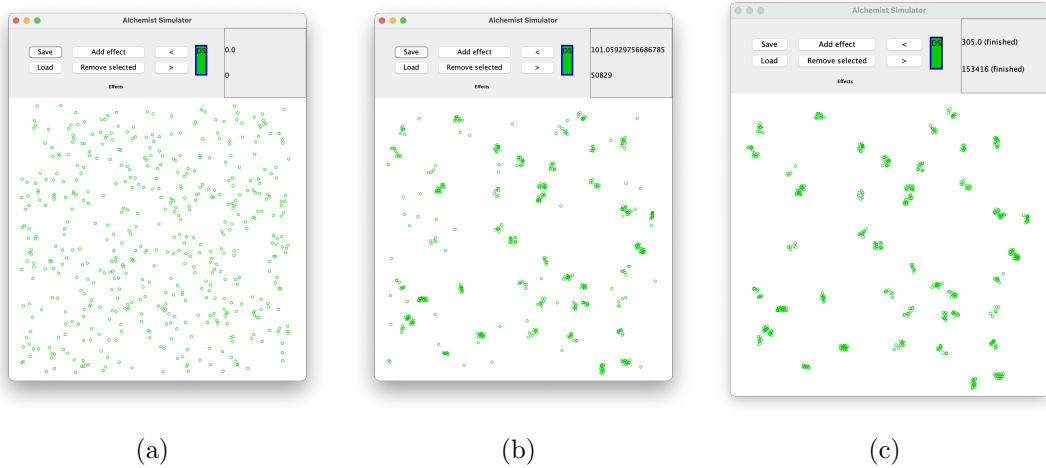 Alchemist Simulator
Save Add effect < DS 0.0
Load Remove selected > 0
Effects
(a)
Alchemist Simulator
Save Add effect < DS 101.05929756686785
Load Remove selected > 50829
Effects
(b)
Alchemist Simulator
Save Add effect < DS 305.0 (finished)
Load Remove selected > 153416 (finished)
Effects
(c)